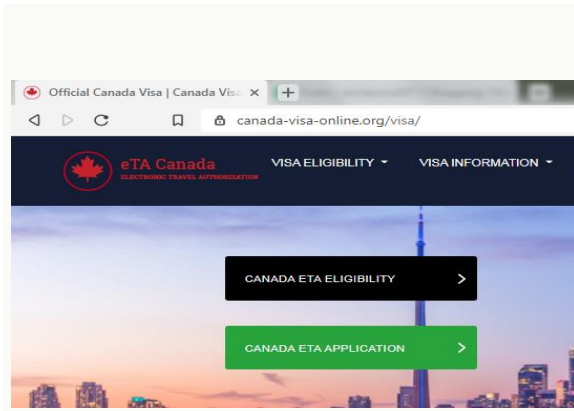 Official Canada Visa | Canada Vis
canada-visa-online.org/visa/
eTA Canada
ELECTRONIC TRAVEL AUTHORIZATION
VISA ELIGIBILITY
VISA INFORMATION
CANADA ETA ELIGIBILITY
CANADA ETA APPLICATION